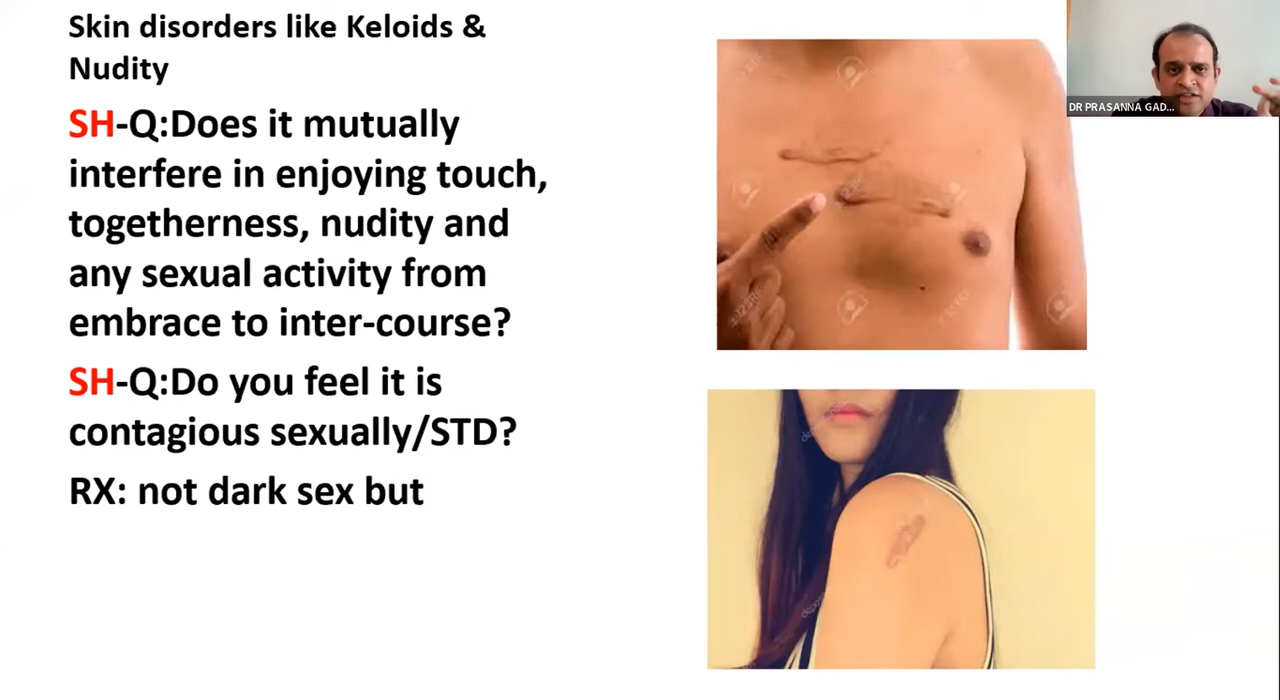 Skin disorders like Keloids &
Nudity
SH-Q:Does it mutually
interfere in enjoying touch,
togetherness, nudity and
any sexual activity from
embrace to inter-course?
SH-Q:Do you feel it is
contagious sexually/STD?
RX: not dark sex but
DR PRASANNA GAD...